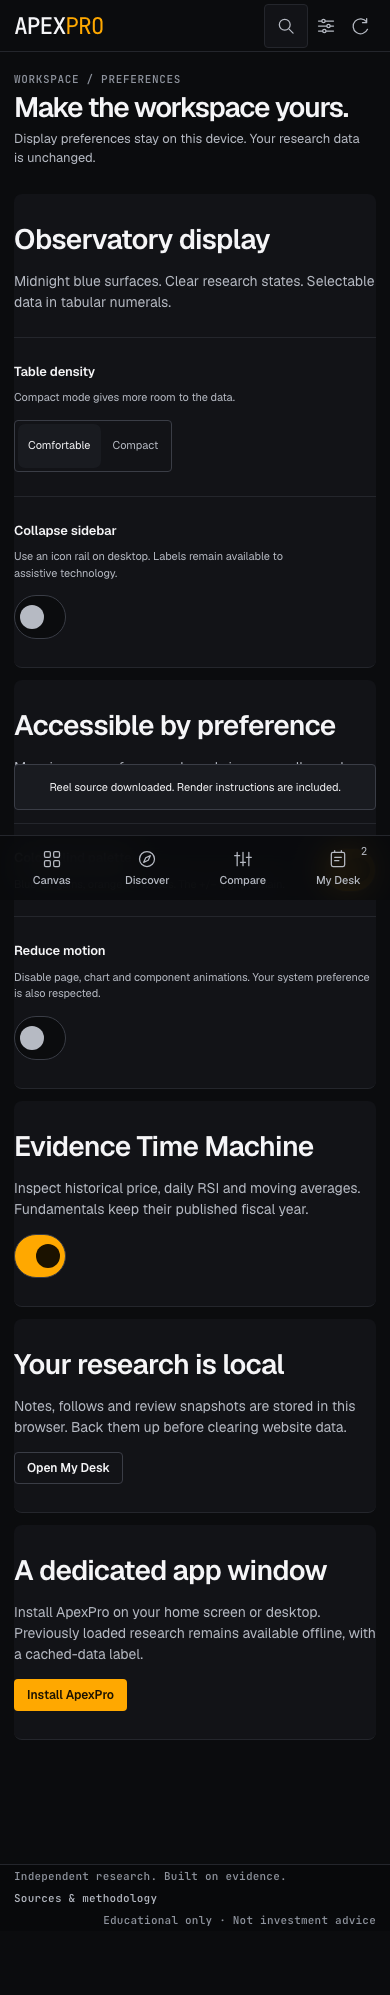 APEXPRO
WORKSPACE / PREFERENCES
Make the workspace yours.
Display preferences stay on this device. Your research data
is unchanged.
Observatory display
Midnight blue surfaces. Clear research states. Selectable
data in tabular numerals.
Table density
Compact mode gives more room to the data.
Comfortable Compact
Collapse sidebar
Use an icon rail on desktop. Labels remain available to
assistive technology.
Accessible by preference
Reel source downloaded. Render instructions are included.
2
Canvas Discover Compare My Desk
Reduce motion
Disable page, chart and component animations. Your system preference
is also respected.
Evidence Time Machine
Inspect historical price, daily RSI and moving averages.
Fundamentals keep their published fiscal year.
Your research is local
Notes, follows and review snapshots are stored in this
browser. Back them up before clearing website data.
Open My Desk
A dedicated app window
Install ApexPro on your home screen or desktop.
Previously loaded research remains available offline, with
a cached-data label.
Install ApexPro
Independent research. Built on evidence.
Sources & methodology
Educational only · Not investment advice